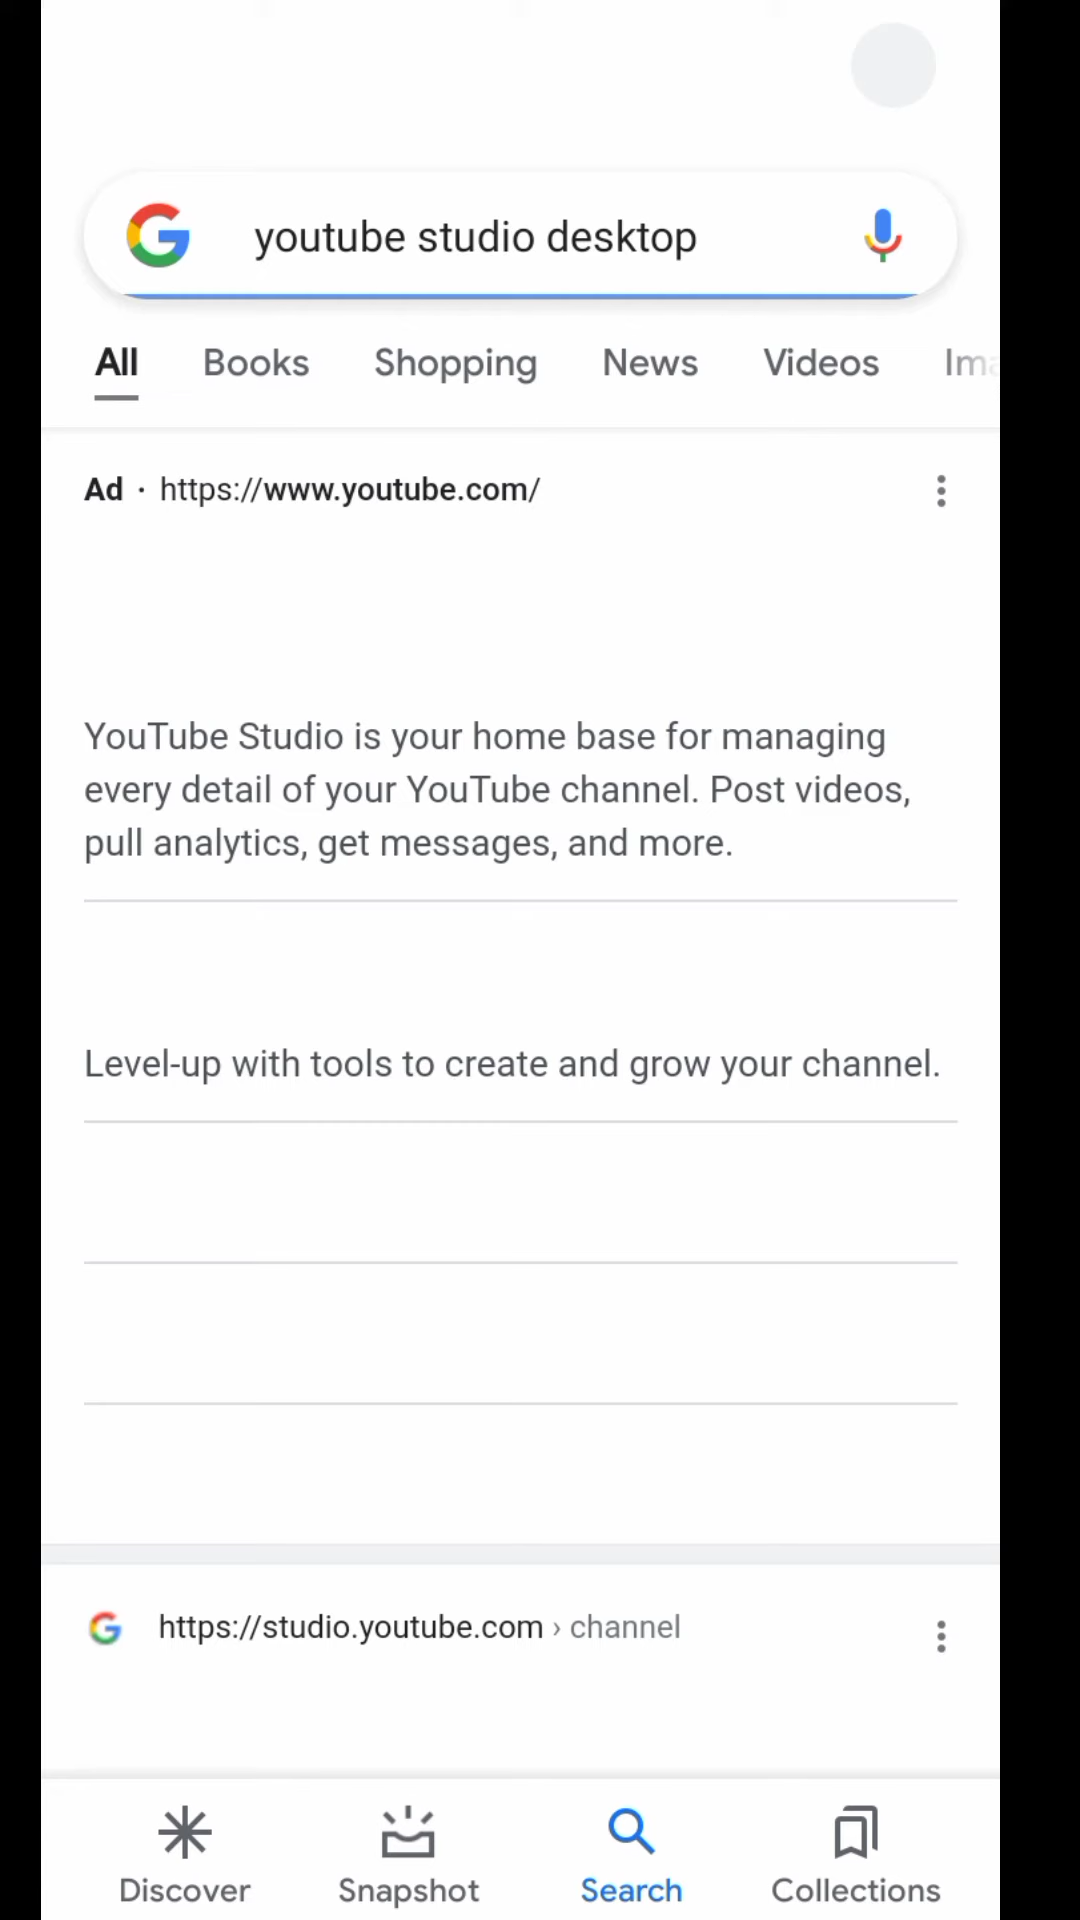 youtube studio desktop
All Books Shopping News Videos Ima
Ad · https://www.youtube.com/
YouTube Studio is your home base for managing
every detail of your YouTube channel. Post videos,
pull analytics, get messages, and more.
Level-up with tools to create and grow your channel.
https://studio.youtube.com › channel
Discover Snapshot Search Collections